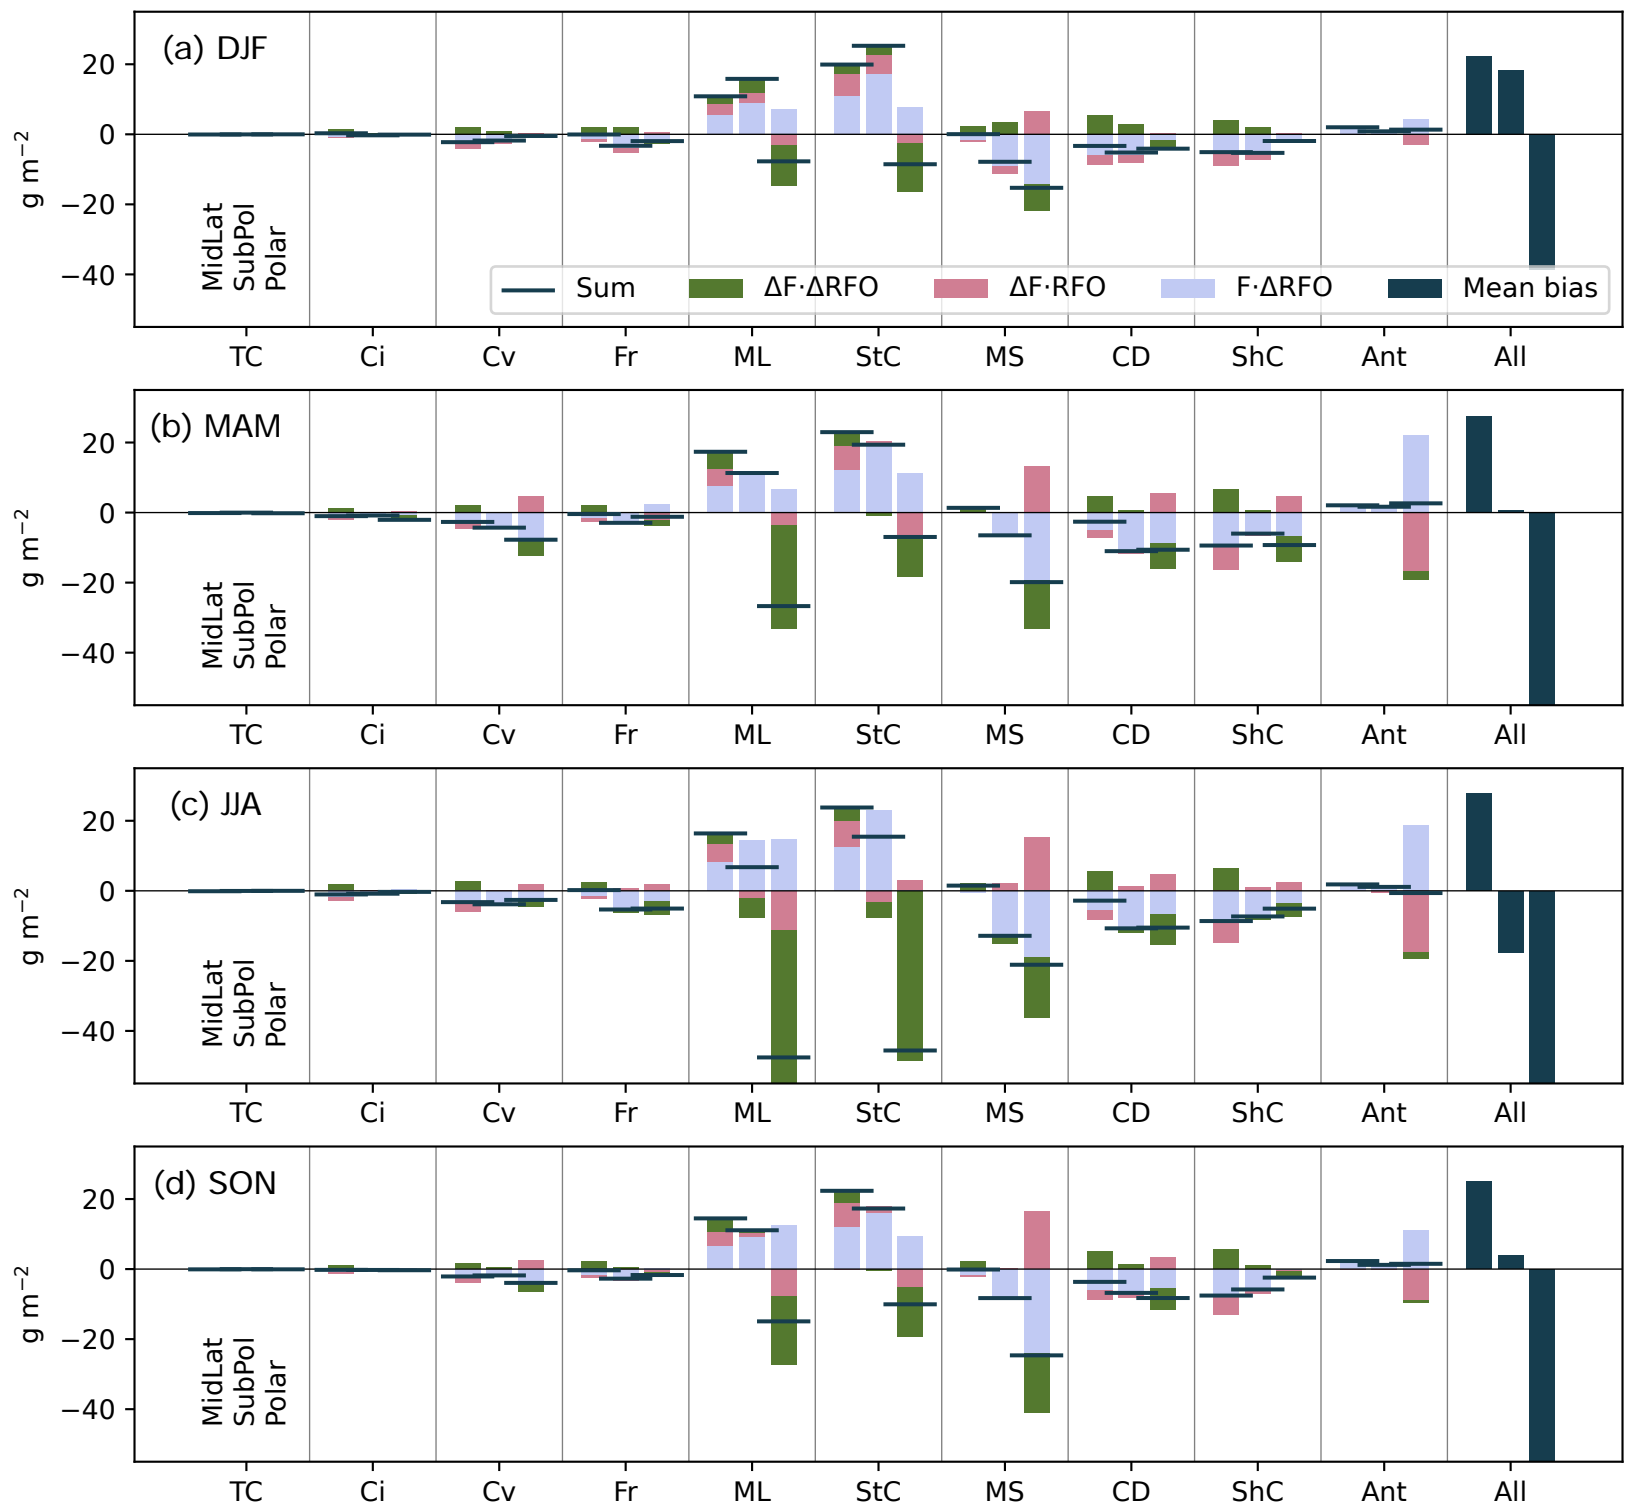 (a) DJF
20
0
−20
−40
g m⁻²
MidLat
SubPol
Polar
Sum ΔF·ΔRFO ΔF·RFO F·ΔRFO Mean bias
TC Ci Cv Fr ML StC MS CD ShC Ant All
(b) MAM
20
0
−20
−40
g m⁻²
MidLat
SubPol
Polar
TC Ci Cv Fr ML StC MS CD ShC Ant All
(c) JJA
20
0
−20
−40
g m⁻²
MidLat
SubPol
Polar
TC Ci Cv Fr ML StC MS CD ShC Ant All
(d) SON
20
0
−20
−40
g m⁻²
MidLat
SubPol
Polar
TC Ci Cv Fr ML StC MS CD ShC Ant All